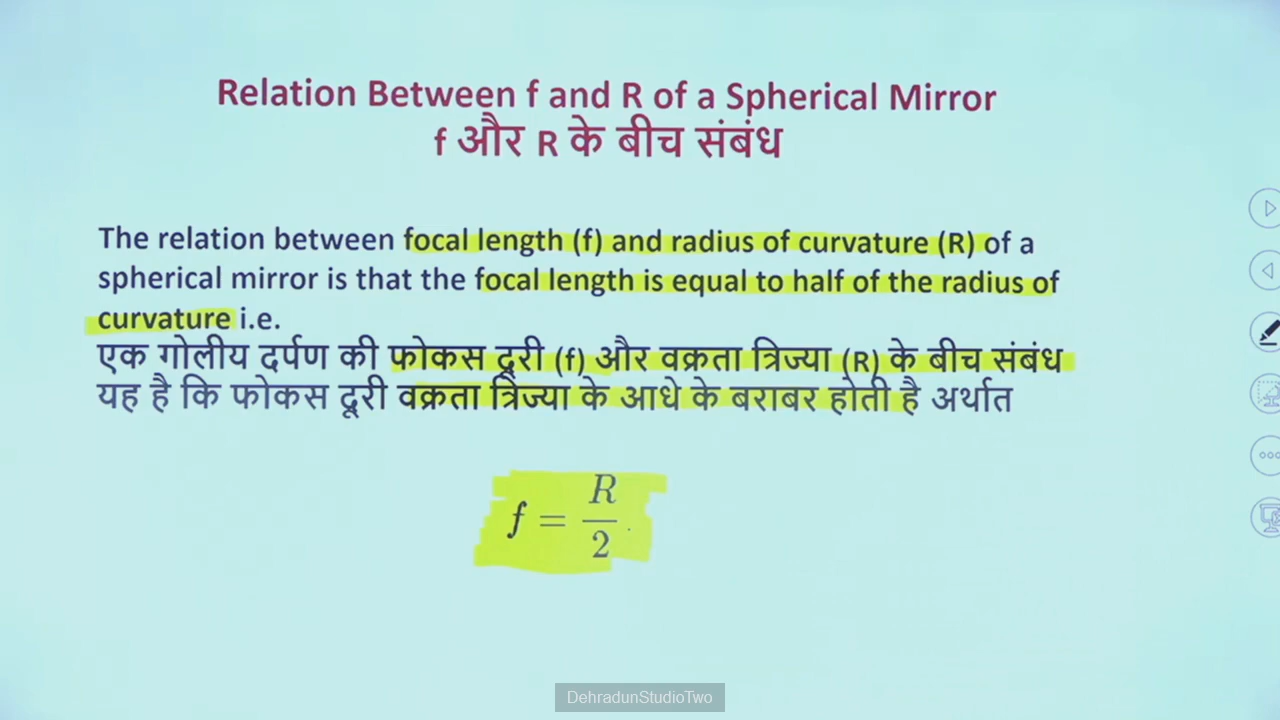 Relation Between f and R of a Spherical Mirror
f और R के बीच संबंध
The relation between focal length (f) and radius of curvature (R) of a
spherical mirror is that the focal length is equal to half of the radius of
curvature i.e.
एक गोलीय दर्पण की फोकस दूरी (f) और वक्रता त्रिज्या (R) के बीच संबंध
यह है कि फोकस दूरी वक्रता त्रिज्या के आधे के बराबर होती है अर्थात
f = R/2.
DehradunStudioTwo